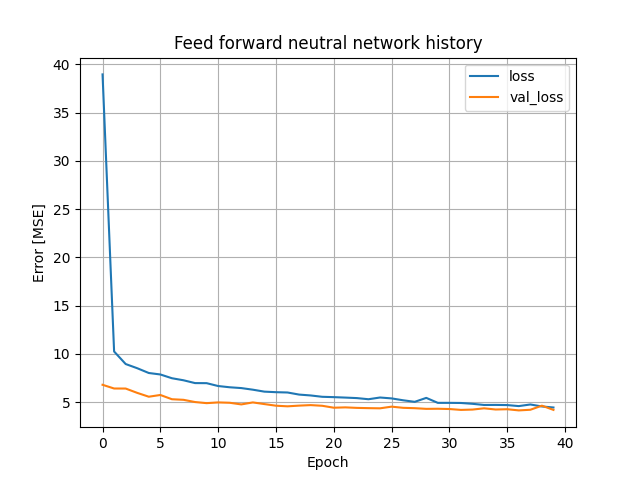 Feed forward neutral network history
40
35
30
25
20
15
10
5
Error [MSE]
loss
val_loss
0 5 10 15 20 25 30 35 40
Epoch